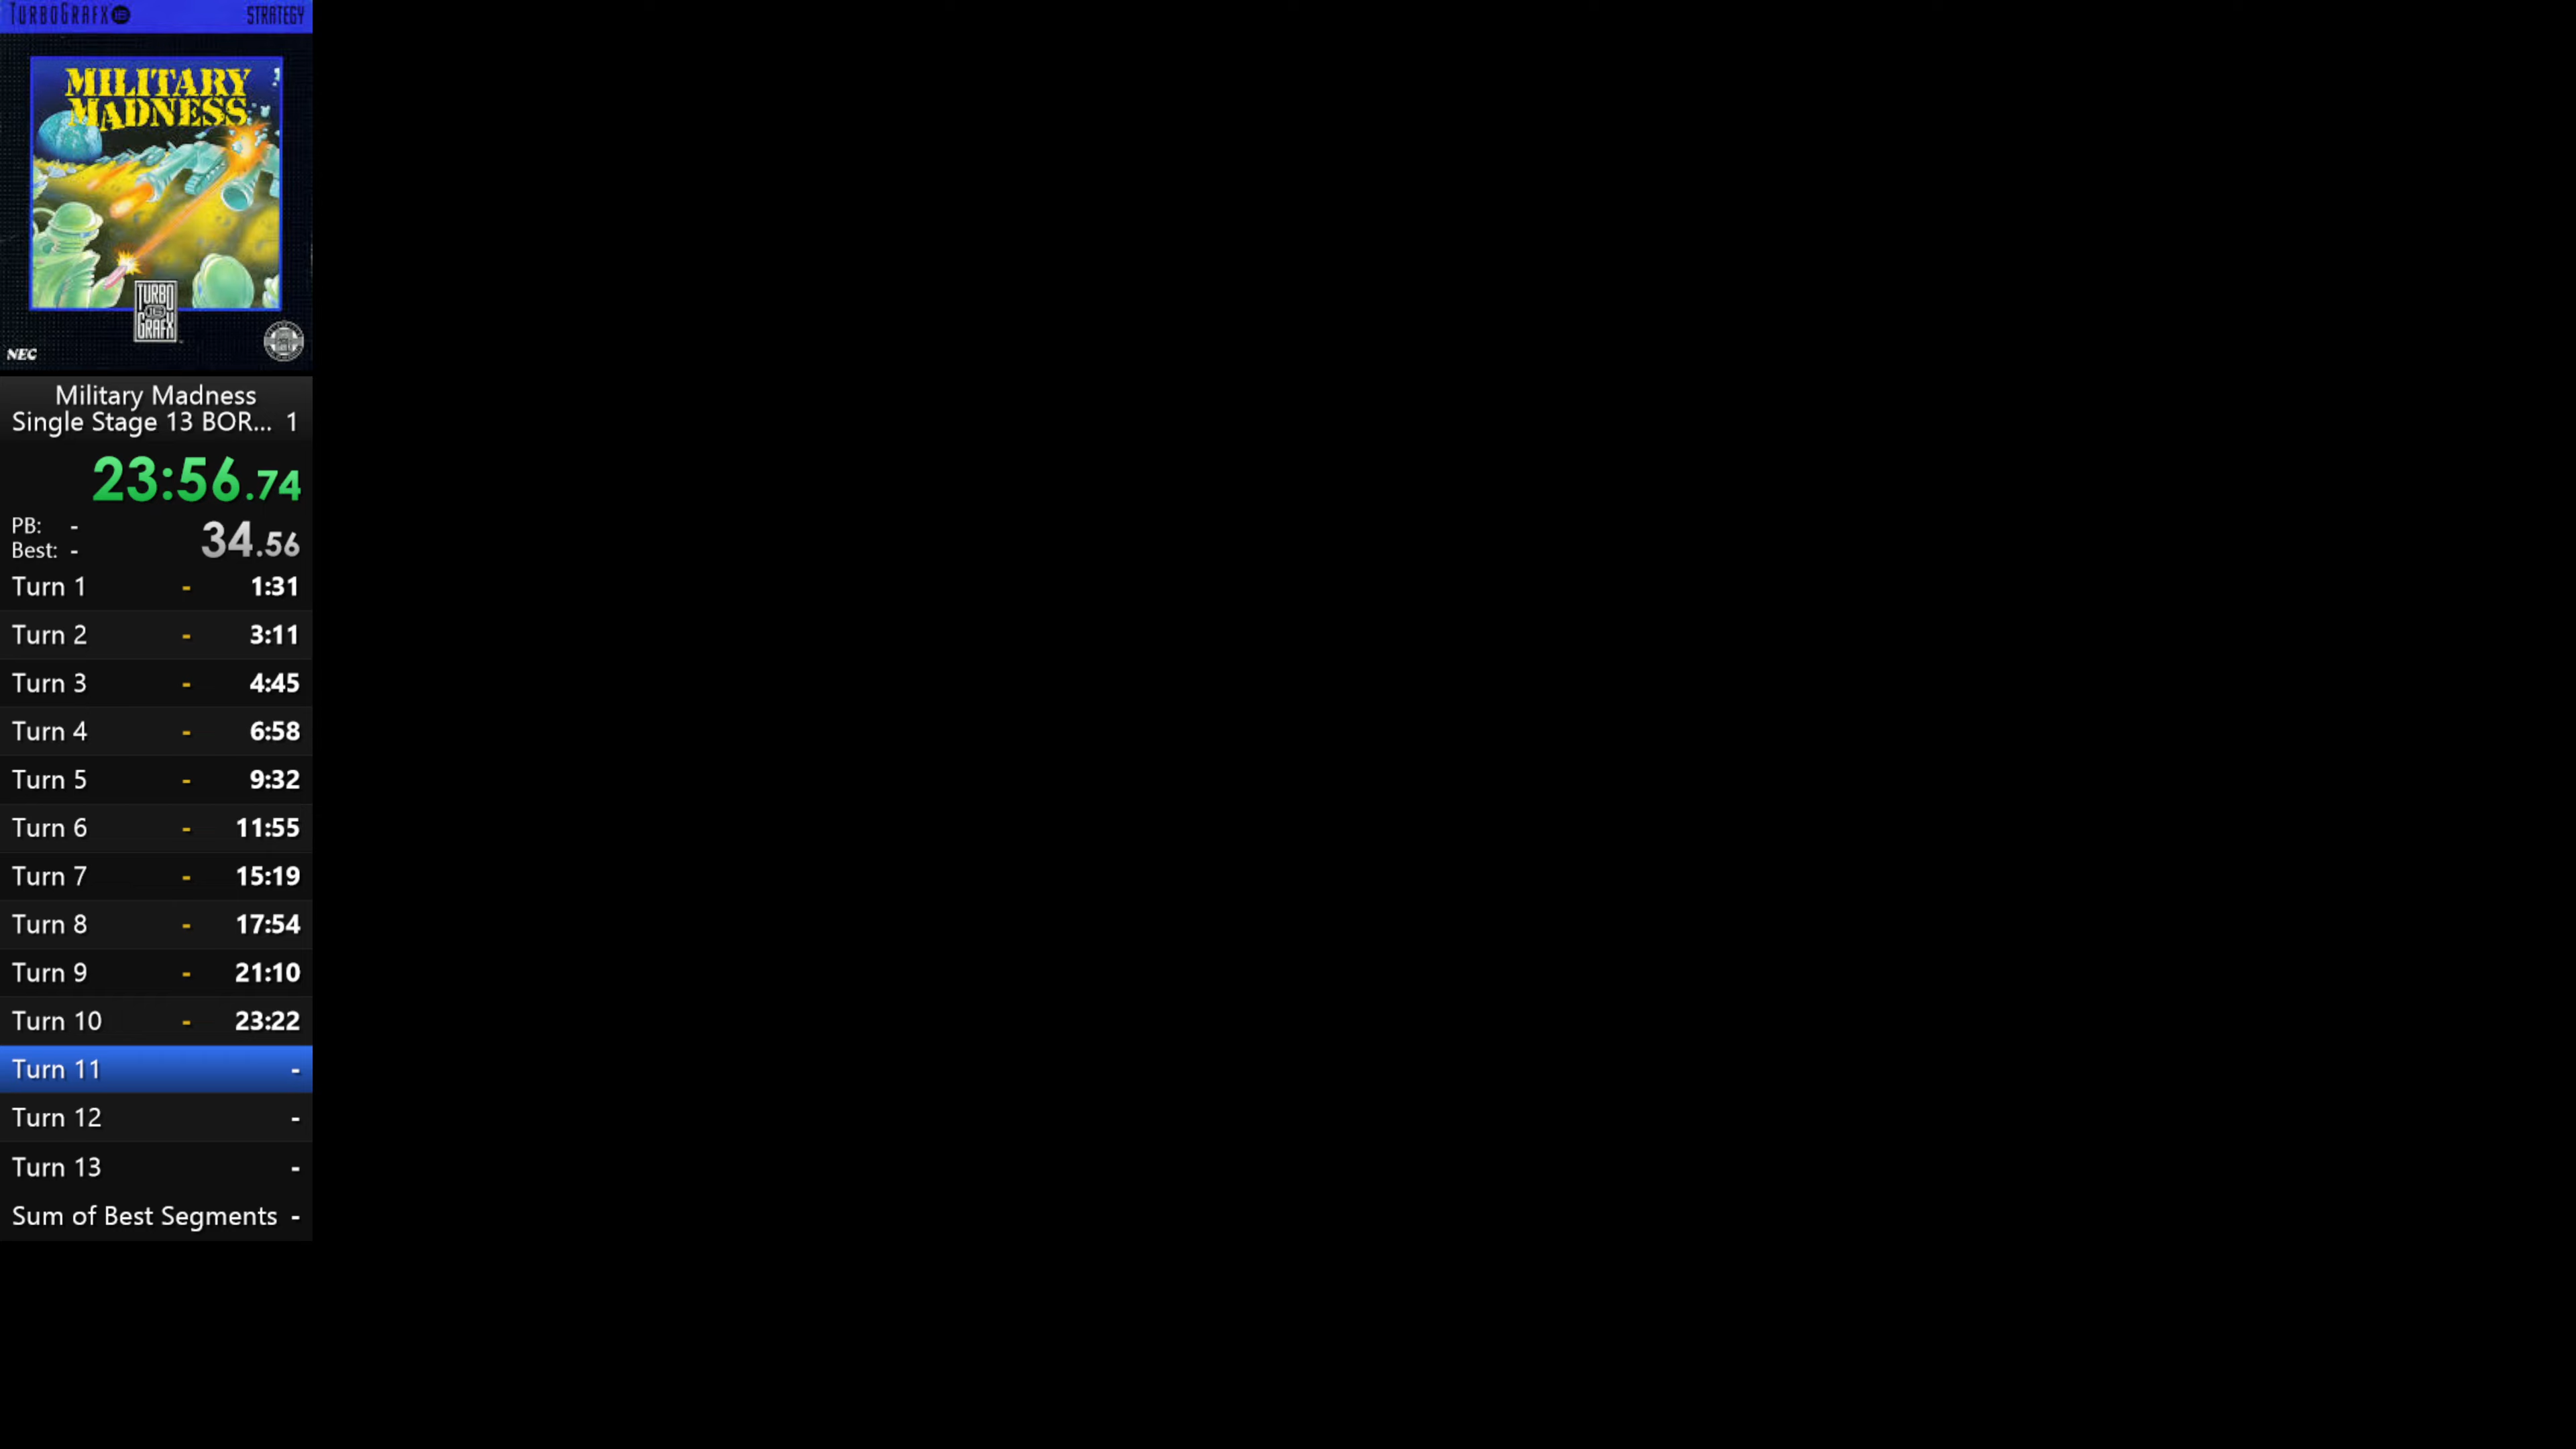 TURBOGRAFX 16 STRATEGY
MILITARY
MADNESS
TURBO
16
GRAFX
NEC
Military Madness
Single Stage 13 BOR... 1
23:56.74
PB: -
Best: -
34.56
Turn 1 - 1:31
Turn 2 - 3:11
Turn 3 - 4:45
Turn 4 - 6:58
Turn 5 - 9:32
Turn 6 - 11:55
Turn 7 - 15:19
Turn 8 - 17:54
Turn 9 - 21:10
Turn 10 - 23:22
Turn 11 -
Turn 12 -
Turn 13 -
Sum of Best Segments -